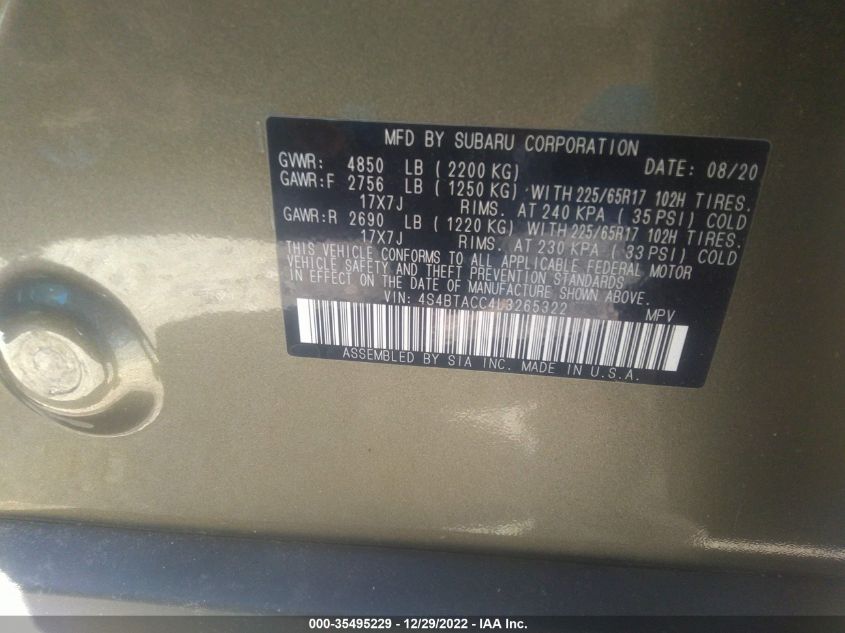 MFD BY SUBARU CORPORATION DATE: 08/20
GVWR: 4850 LB ( 2200 KG)
GAWR:F 2756 LB ( 1250 KG) WITH 225/65R17 102H TIRES.
17X7J RIMS. AT 240 KPA ( 35 PSI) COLD
GAWR:R 2690 LB ( 1220 KG) WITH 225/65R17 102H TIRES.
17X7J RIMS. AT 230 KPA ( 33 PSI) COLD
THIS VEHICLE CONFORMS TO ALL APPLICABLE FEDERAL MOTOR
VEHICLE SAFETY AND THEFT PREVENTION STANDARDS
IN EFFECT ON THE DATE OF MANUFACTURE SHOWN ABOVE.
VIN: 4S4BTACC4L3265322 MPV
ASSEMBLED BY SIA INC. MADE IN U.S.A.
000-35495229 - 12/29/2022 - IAA Inc.